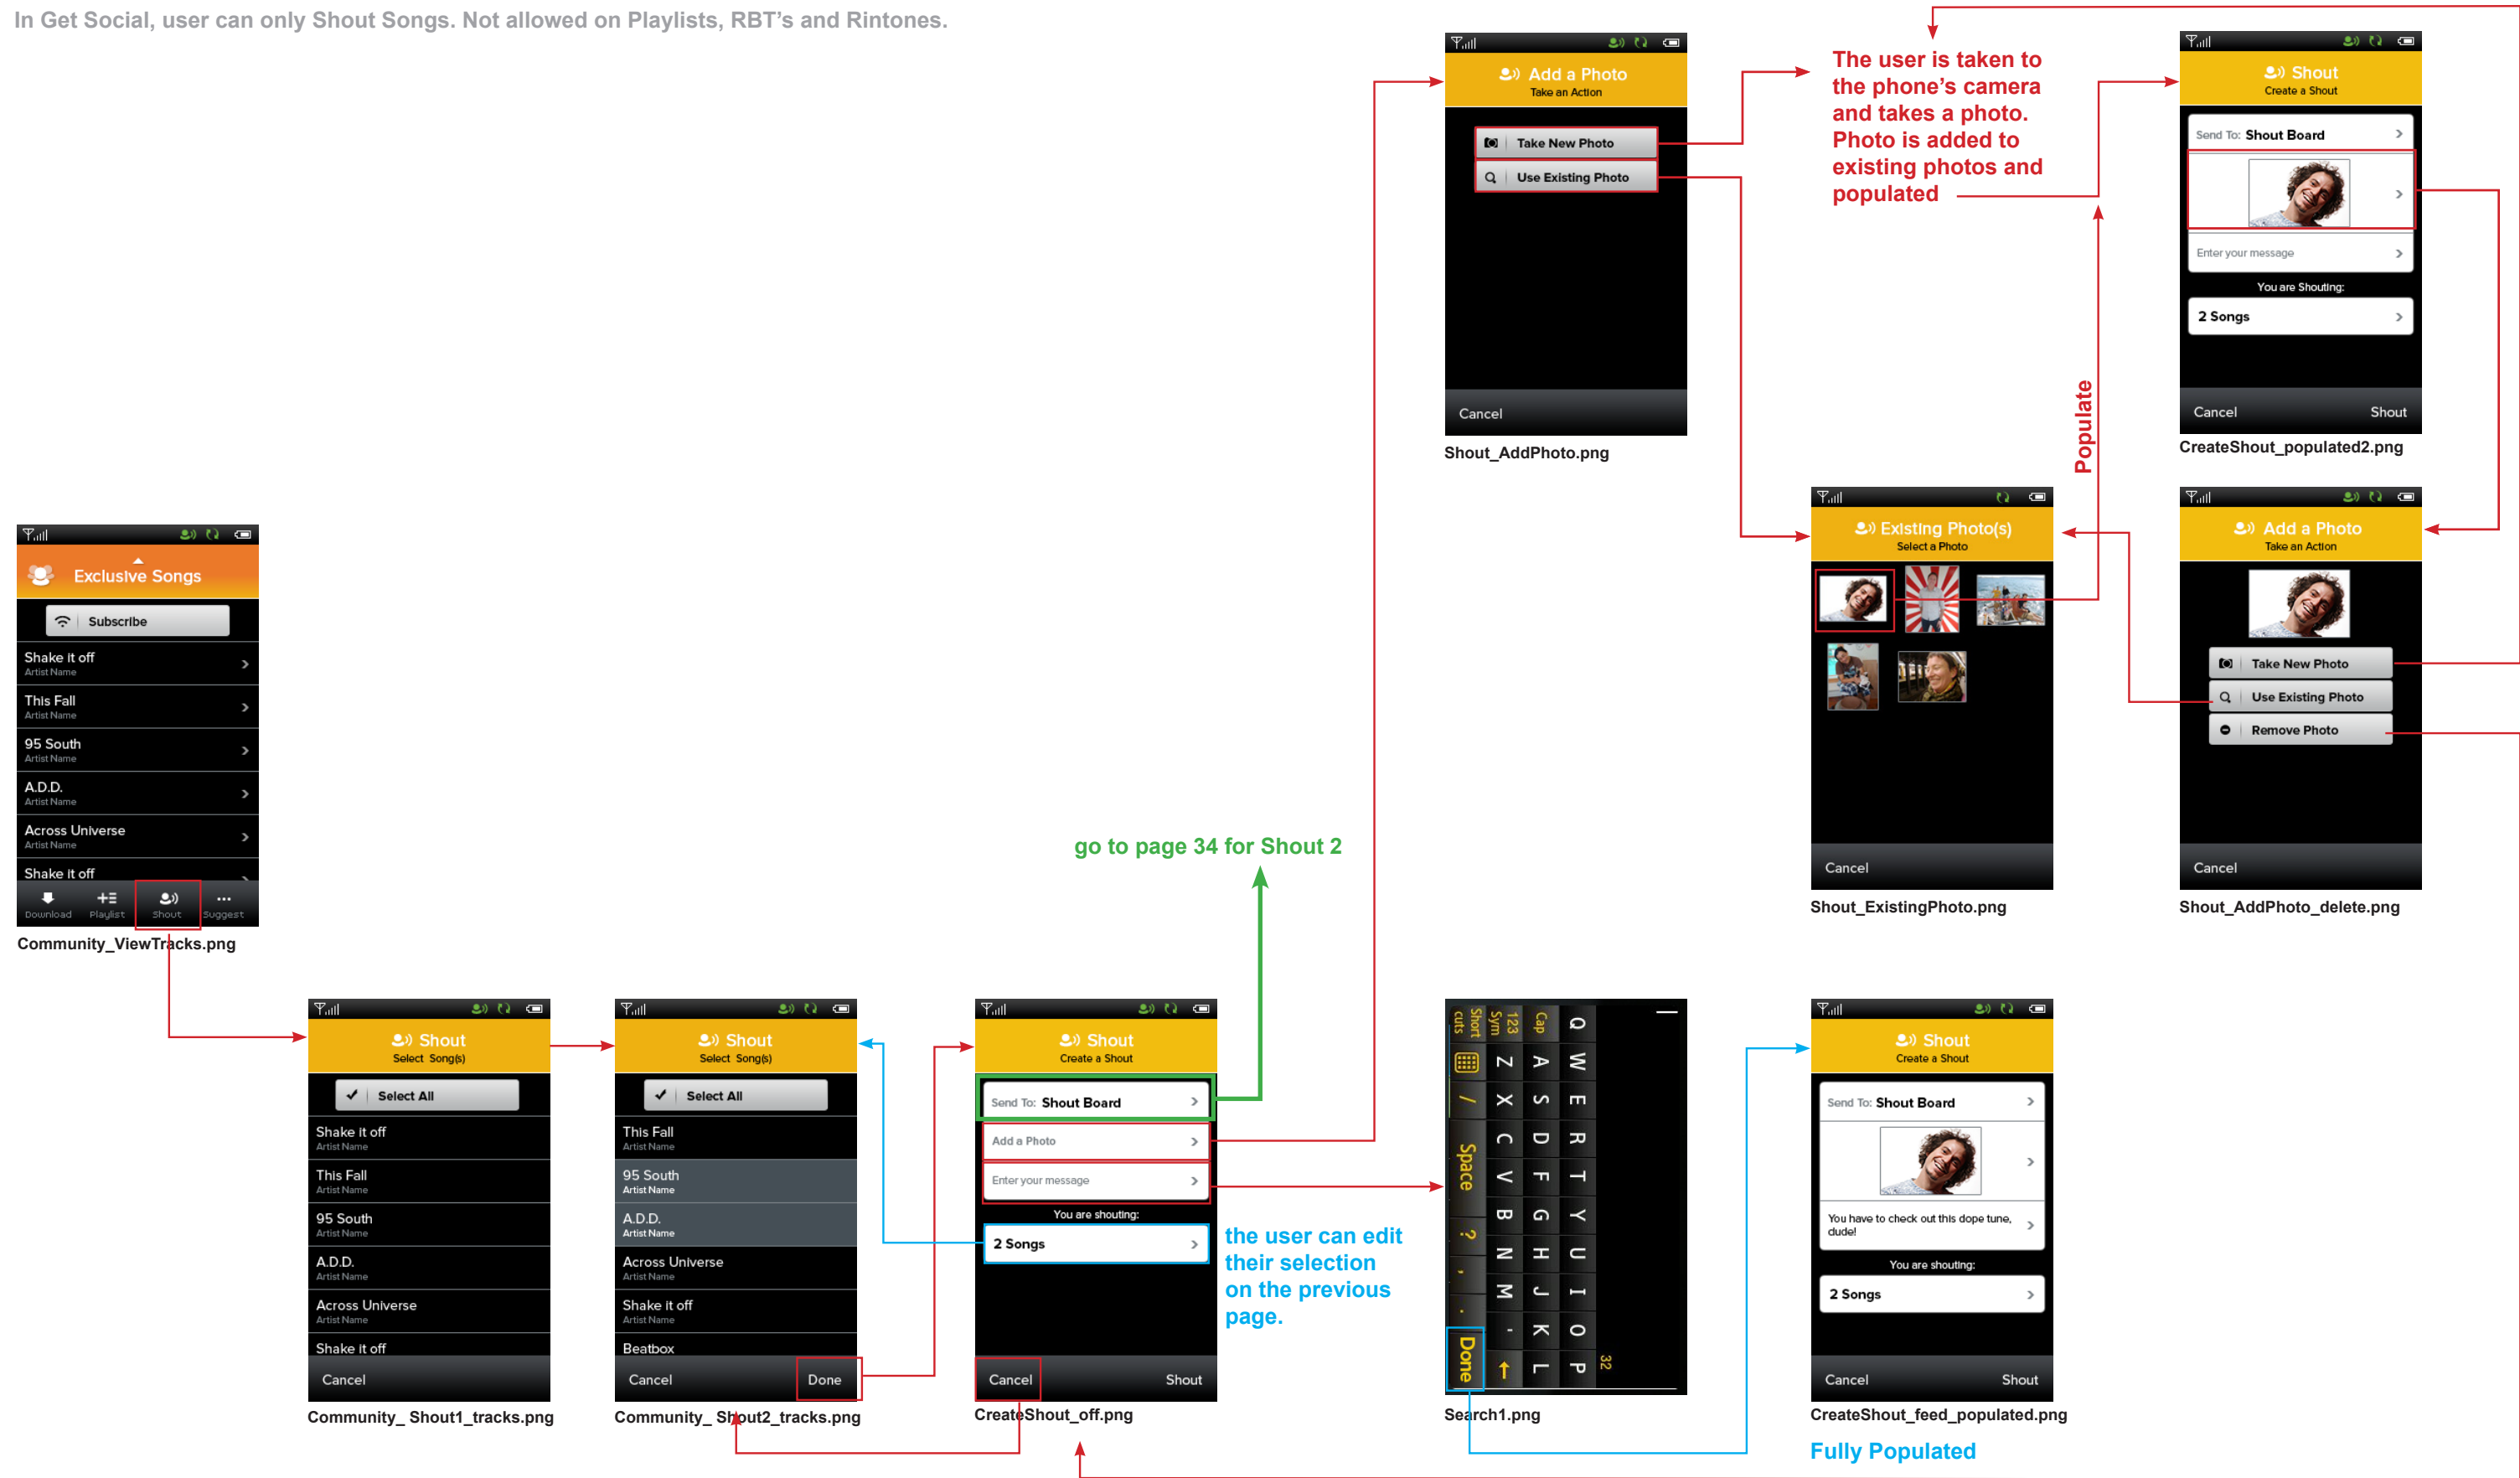 In Get Social, user can only Shout Songs. Not allowed on Playlists, RBT's and Rintones.
Add a Photo
Take an Action
Take New Photo
Use Existing Photo
Cancel
Shout_AddPhoto.png
The user is taken to
the phone's camera
and takes a photo.
Photo is added to
existing photos and
populated
Populate
Shout
Create a Shout
Send To: Shout Board
Enter your message
You are Shouting:
2 Songs
Cancel
Shout
CreateShout_populated2.png
Existing Photo(s)
Select a Photo
Cancel
Shout_ExistingPhoto.png
Add a Photo
Take an Action
Take New Photo
Use Existing Photo
Remove Photo
Cancel
Shout_AddPhoto_delete.png
Exclusive Songs
Subscribe
Shake it off
Artist Name
This Fall
Artist Name
95 South
Artist Name
A.D.D.
Artist Name
Across Universe
Artist Name
Shake it off
Download
Playlist
Shout
Suggest
Community_ViewTracks.png
go to page 34 for Shout 2
Shout
Select Song(s)
Select All
Shake it off
Artist Name
This Fall
Artist Name
95 South
Artist Name
A.D.D.
Artist Name
Across Universe
Artist Name
Shake it off
Cancel
Community_ Shout1_tracks.png
Shout
Select Song(s)
Select All
This Fall
Artist Name
95 South
Artist Name
A.D.D.
Artist Name
Across Universe
Artist Name
Shake it off
Artist Name
Beatbox
Cancel
Done
Community_ Shout2_tracks.png
Shout
Create a Shout
Send To: Shout Board
Add a Photo
Enter your message
You are shouting:
2 Songs
Cancel
Shout
CreateShout_off.png
the user can edit
their selection
on the previous
page.
32
Q W E R T Y U I O P
Cap A S D F G H J K L
123 Sym Z X C V B N M - ←
Short cuts / Space ? , . Done
Search1.png
Shout
Create a Shout
Send To: Shout Board
You have to check out this dope tune,
dude!
You are shouting:
2 Songs
Cancel
Shout
CreateShout_feed_populated.png
Fully Populated